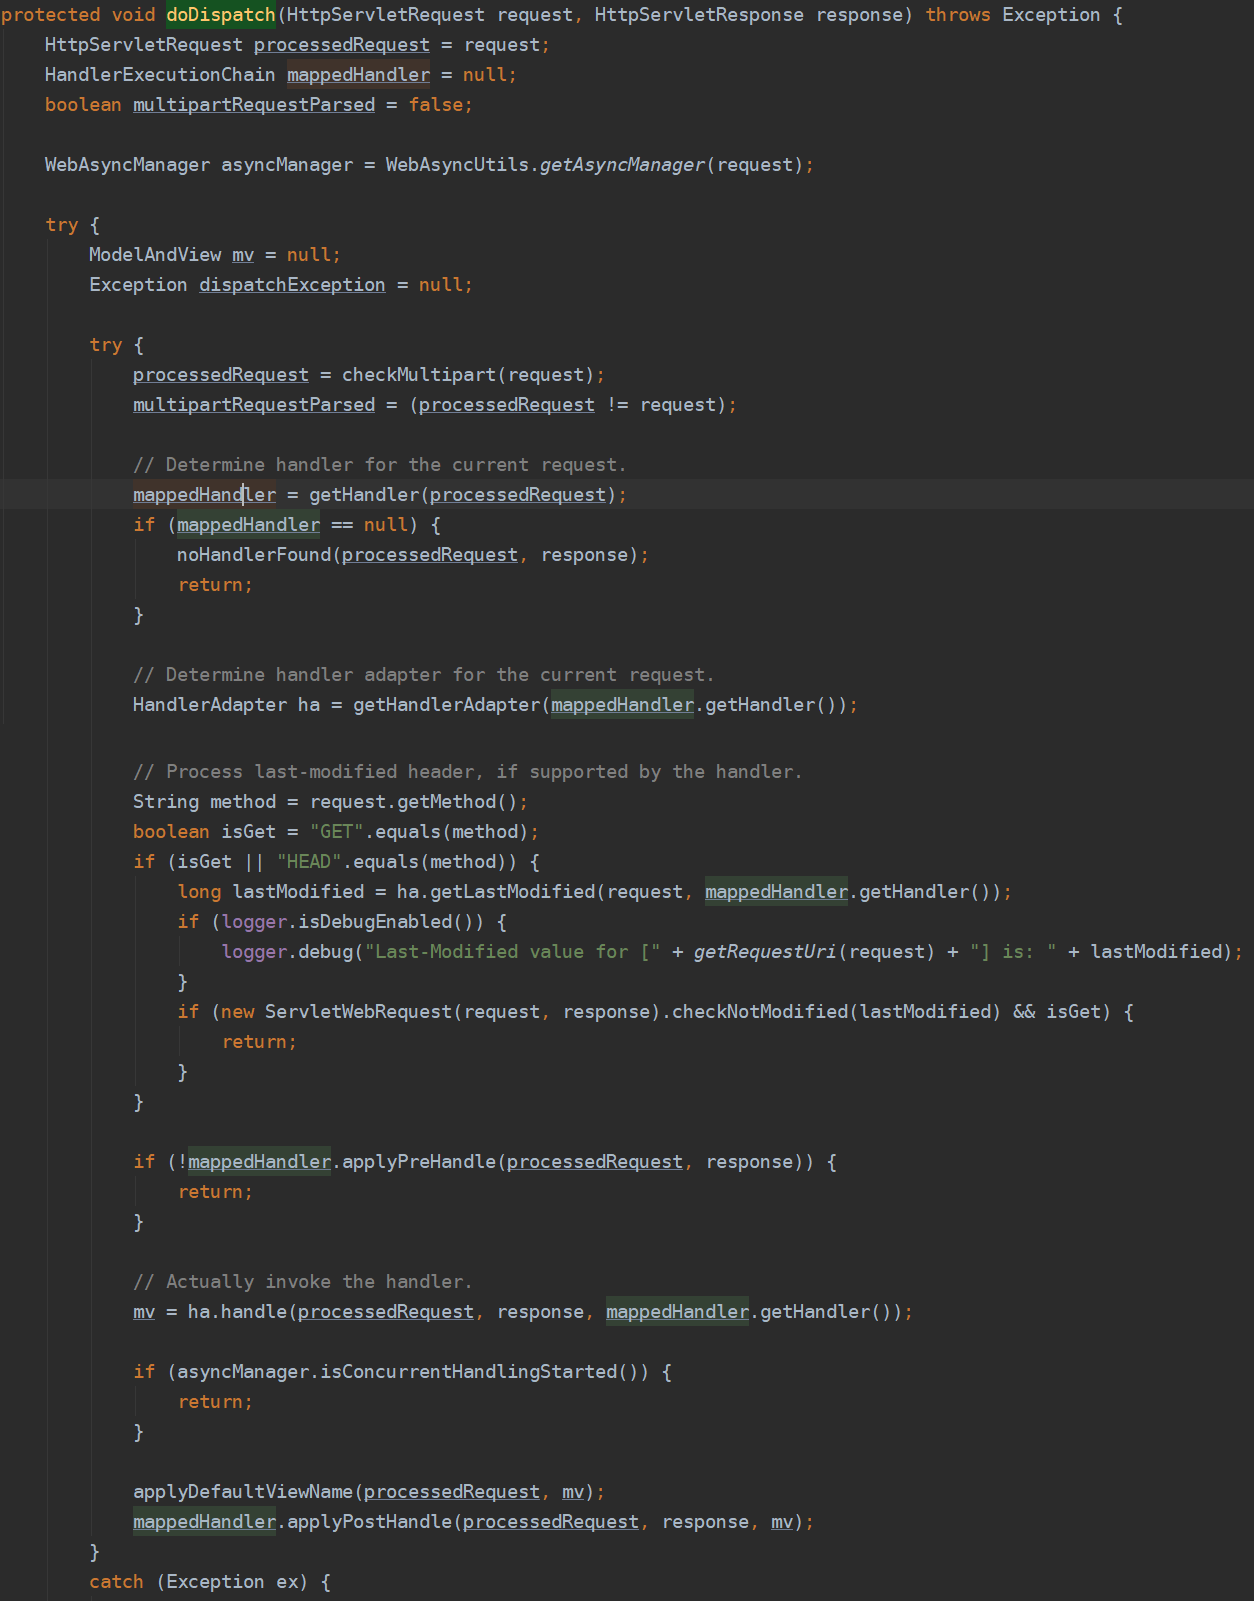 protected void doDispatch(HttpServletRequest request, HttpServletResponse response) throws Exception {
    HttpServletRequest processedRequest = request;
    HandlerExecutionChain mappedHandler = null;
    boolean multipartRequestParsed = false;

    WebAsyncManager asyncManager = WebAsyncUtils.getAsyncManager(request);

    try {
        ModelAndView mv = null;
        Exception dispatchException = null;

        try {
            processedRequest = checkMultipart(request);
            multipartRequestParsed = (processedRequest != request);

            // Determine handler for the current request.
            mappedHandler = getHandler(processedRequest);
            if (mappedHandler == null) {
                noHandlerFound(processedRequest, response);
                return;
            }

            // Determine handler adapter for the current request.
            HandlerAdapter ha = getHandlerAdapter(mappedHandler.getHandler());

            // Process last-modified header, if supported by the handler.
            String method = request.getMethod();
            boolean isGet = "GET".equals(method);
            if (isGet || "HEAD".equals(method)) {
                long lastModified = ha.getLastModified(request, mappedHandler.getHandler());
                if (logger.isDebugEnabled()) {
                    logger.debug("Last-Modified value for [" + getRequestUri(request) + "] is: " + lastModified);
                }
                if (new ServletWebRequest(request, response).checkNotModified(lastModified) && isGet) {
                    return;
                }
            }

            if (!mappedHandler.applyPreHandle(processedRequest, response)) {
                return;
            }

            // Actually invoke the handler.
            mv = ha.handle(processedRequest, response, mappedHandler.getHandler());

            if (asyncManager.isConcurrentHandlingStarted()) {
                return;
            }

            applyDefaultViewName(processedRequest, mv);
            mappedHandler.applyPostHandle(processedRequest, response, mv);
        }
        catch (Exception ex) {